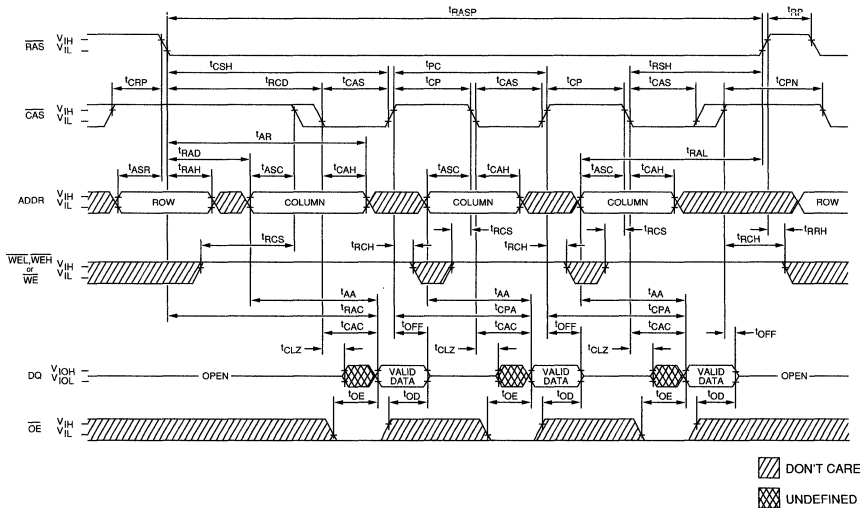 tRASP tRP
RAS VIH
VIL
tCSH tPC tRSH
tCRP tRCD tCAS tCP tCAS tCP tCAS tCPN
CAS VIH
VIL
tAR
tRAD tRAL
tASR tRAH tASC tCAH tASC tCAH tASC tCAH
ADDR VIH
VIL
ROW COLUMN COLUMN COLUMN ROW
tRCS tRCH tRCS tRCH tRCS tRCH tRRH
WEL,WEH
or
WE
VIH
VIL
tAA tAA tAA
tRAC tCPA tCPA
tCAC tOFF tCAC tOFF tCAC tOFF
tCLZ tCLZ tCLZ
DQ VIOH
VIOL
OPEN VALID DATA VALID DATA VALID DATA OPEN
tOE tOD tOE tOD tOE tOD
OE VIH
VIL
DON'T CARE
UNDEFINED